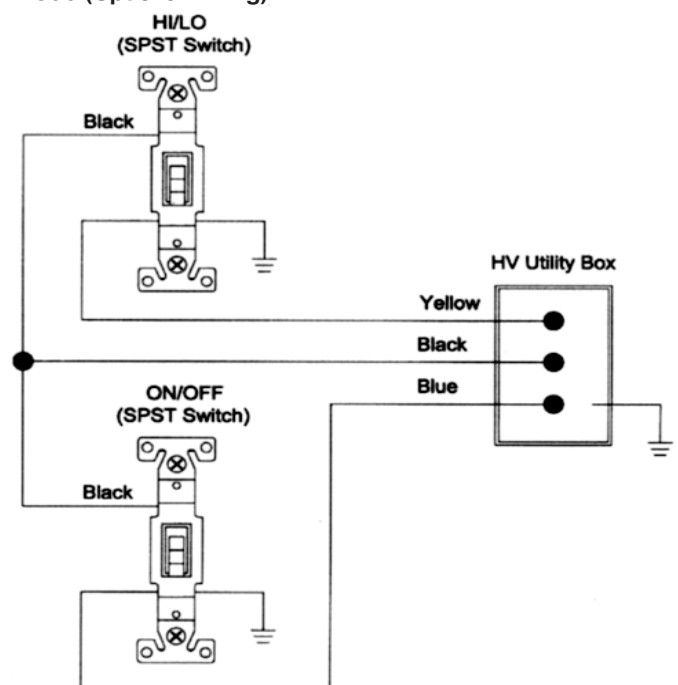 HI/LO
(SPST Switch)
Black
HV Utility Box
Yellow
Black
Blue
ON/OFF
(SPST Switch)
Black